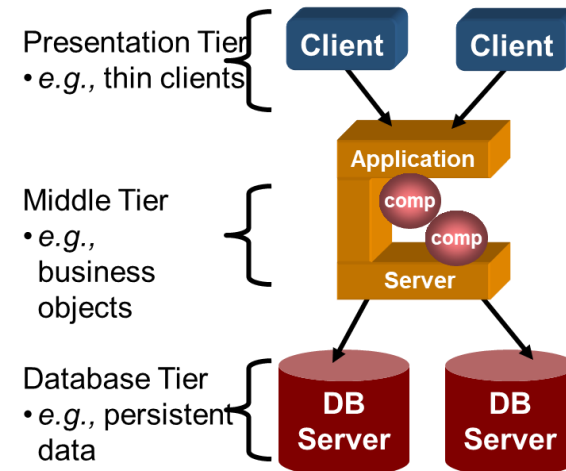 Presentation Tier
• e.g., thin clients
Client
Client
Application
comp
comp
Server
Middle Tier
• e.g.,
business
objects
Database Tier
• e.g., persistent
data
DB
Server
DB
Server